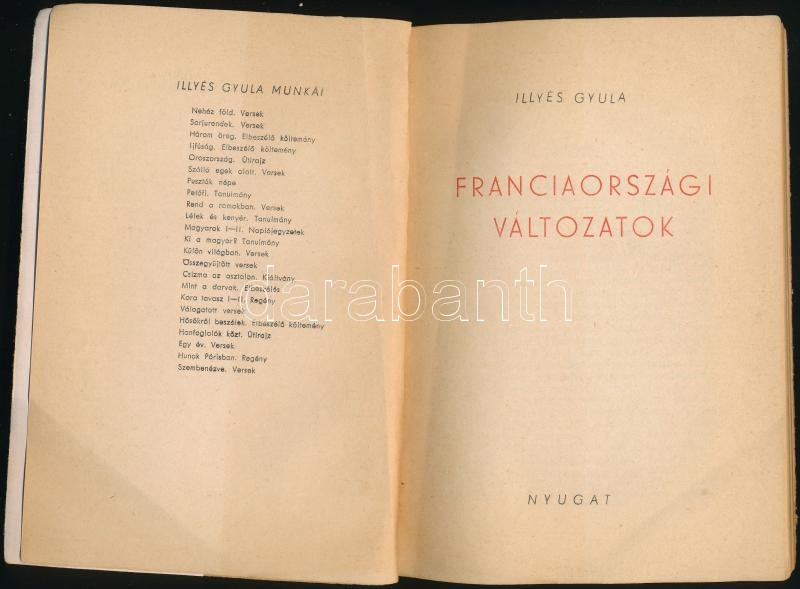 ILLYÉS GYULA MUNKÁI
Nehéz föld. Versek
Sarjurendek. Versek
Három öreg. Elbeszélő költemény
Ifjúság. Elbeszélő költemény
Oroszország. Útirajz
Szálló egek alatt. Versek
Puszták népe
Petőfi. Tanulmány
Rend a romokban. Versek
Lélek és kenyér. Tanulmány
Magyarok I—II. Naplójegyzetek
Ki a magyar? Tanulmány
Külön világban. Versek
Összegyüjtött versek
Csizma az asztalon. Kiáltvány
Mint a darvak. Elbeszélés
Kora tavasz I—II. Regény
Válogatott versek
Hősökről beszélek. Elbeszélő költemény
Honfoglalók közt. Útirajz
Egy év. Versek
Hunok Párisban. Regény
Szembenézve. Versek
ILLYÉS GYULA
FRANCIAORSZÁGI
VÁLTOZATOK
NYUGAT
darabanth